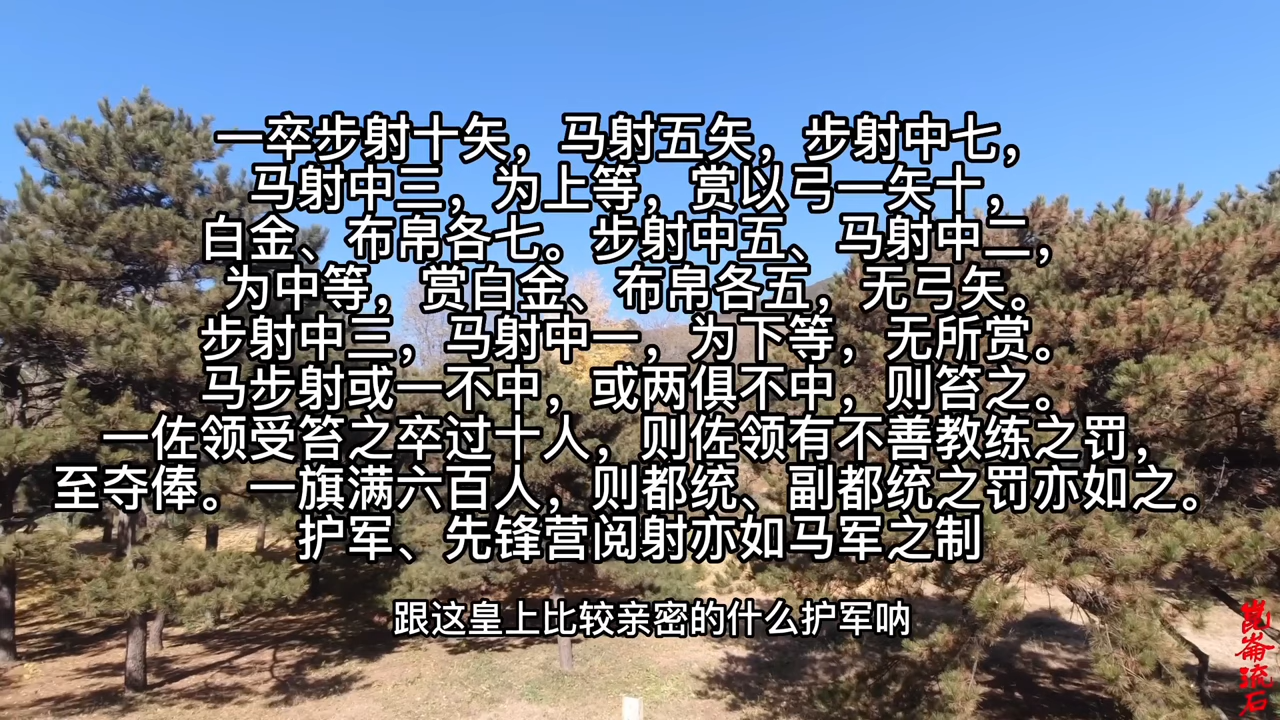 一卒步射十矢，马射五矢，步射中七，
马射中三，为上等，赏以弓一矢十，
白金、布帛各七。步射中五、马射中二，
为中等，赏白金、布帛各五，无弓矢。
步射中三，马射中一，为下等，无所赏。
马步射或一不中，或两俱不中，则笞之。
一佐领受笞之卒过十人，则佐领有不善教练之罚，
至夺俸。一旗满六百人，则都统、副都统之罚亦如之。
护军、先锋营阅射亦如马军之制
跟这皇上比较亲密的什么护军呐
崑崙流石